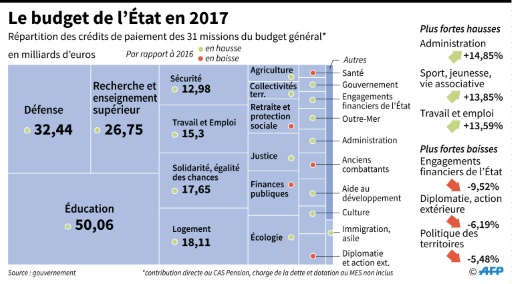 Le budget de l'État en 2017
Répartition des crédits de paiement des 31 missions du budget général*
en milliards d'euros
Par rapport à 2016
en hausse
en baisse
Défense
32,44
Recherche et
enseignement
supérieur
26,75
Éducation
50,06
Sécurité
12,98
Travail et Emploi
15,3
Solidarité, égalité
des chances
17,65
Logement
18,11
Agriculture
Collectivités
terr.
Retraite et
protection
sociale
Justice
Finances
publiques
Écologie
Autres
Santé
Gouvernement
Engagements
financiers de l'État
Outre-Mer
Administration
Anciens
combattants
Aide au
développement
Culture
Immigration,
asile
Diplomatie
et action ext.
Plus fortes hausses
Administration
+14,85%
Sport, jeunesse,
vie associative
+13,85%
Travail et emploi
+13,59%
Plus fortes baisses
Engagements
financiers de l'État
-9,52%
Diplomatie, action
extérieure
-6,19%
Politique des
territoires
-5,48%
Source : gouvernement
*contribution directe au CAS Pension, charge de la dette et dotation au MES non inclus
© AFP